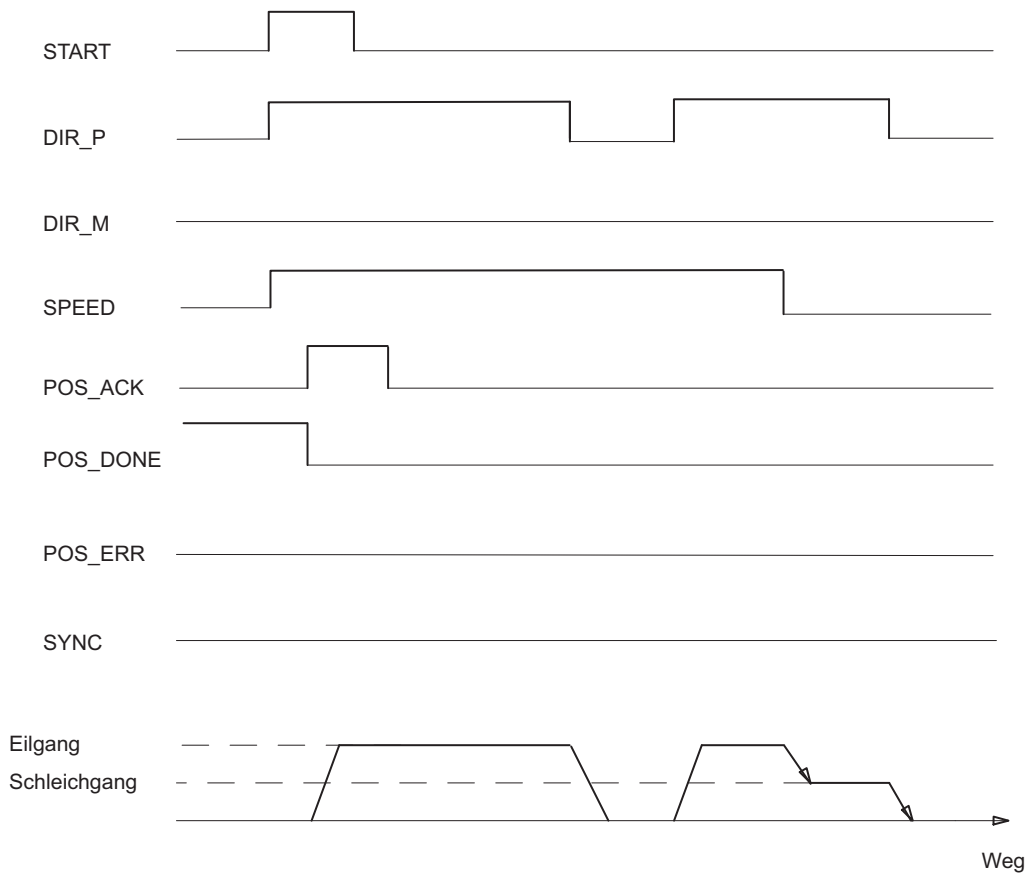 START
DIR_P
DIR_M
SPEED
POS_ACK
POS_DONE
POS_ERR
SYNC
Eilgang
Schleichgang
Weg